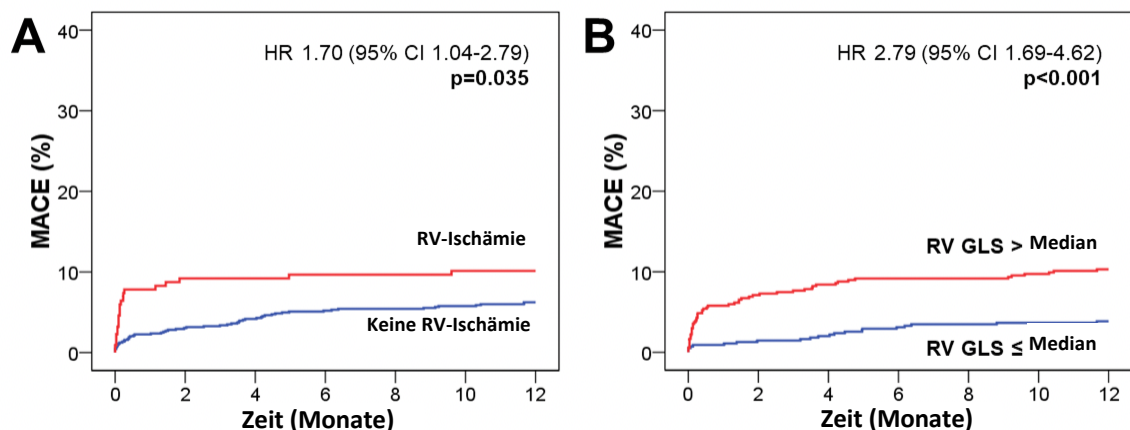 A
HR 1.70 (95% CI 1.04-2.79)
p=0.035
MACE (%)
40
30
20
10
0
RV-Ischämie
Keine RV-Ischämie
0 2 4 6 8 10 12
Zeit (Monate)
B
HR 2.79 (95% CI 1.69-4.62)
p<0.001
MACE (%)
40
30
20
10
0
RV GLS > Median
RV GLS ≤ Median
0 2 4 6 8 10 12
Zeit (Monate)